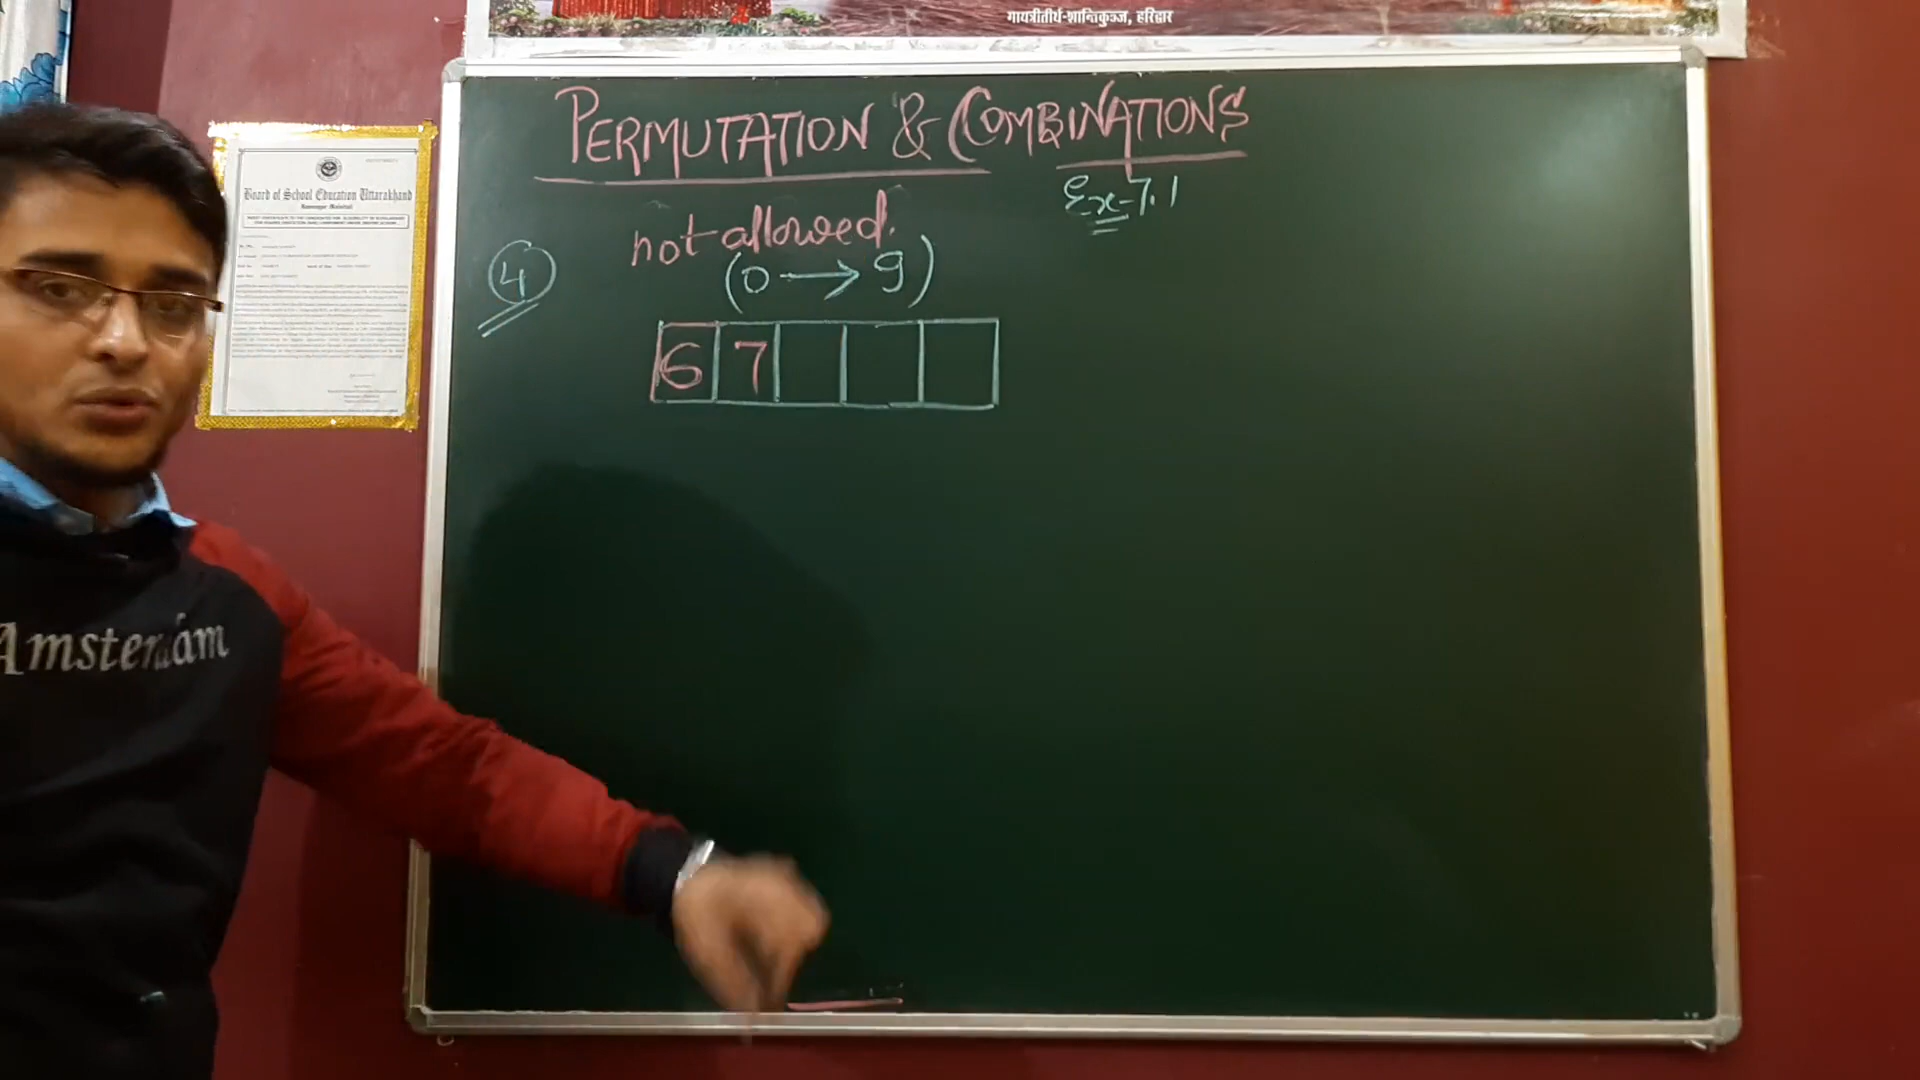 गायत्रीतीर्थ-शान्तिकुञ्ज, हरिद्वार
PERMUTATION & COMBINATIONS
Ex-7.1
not allowed.
4
(0 → 9)
6 7
Board of School Education Uttarakhand
Amsterdam